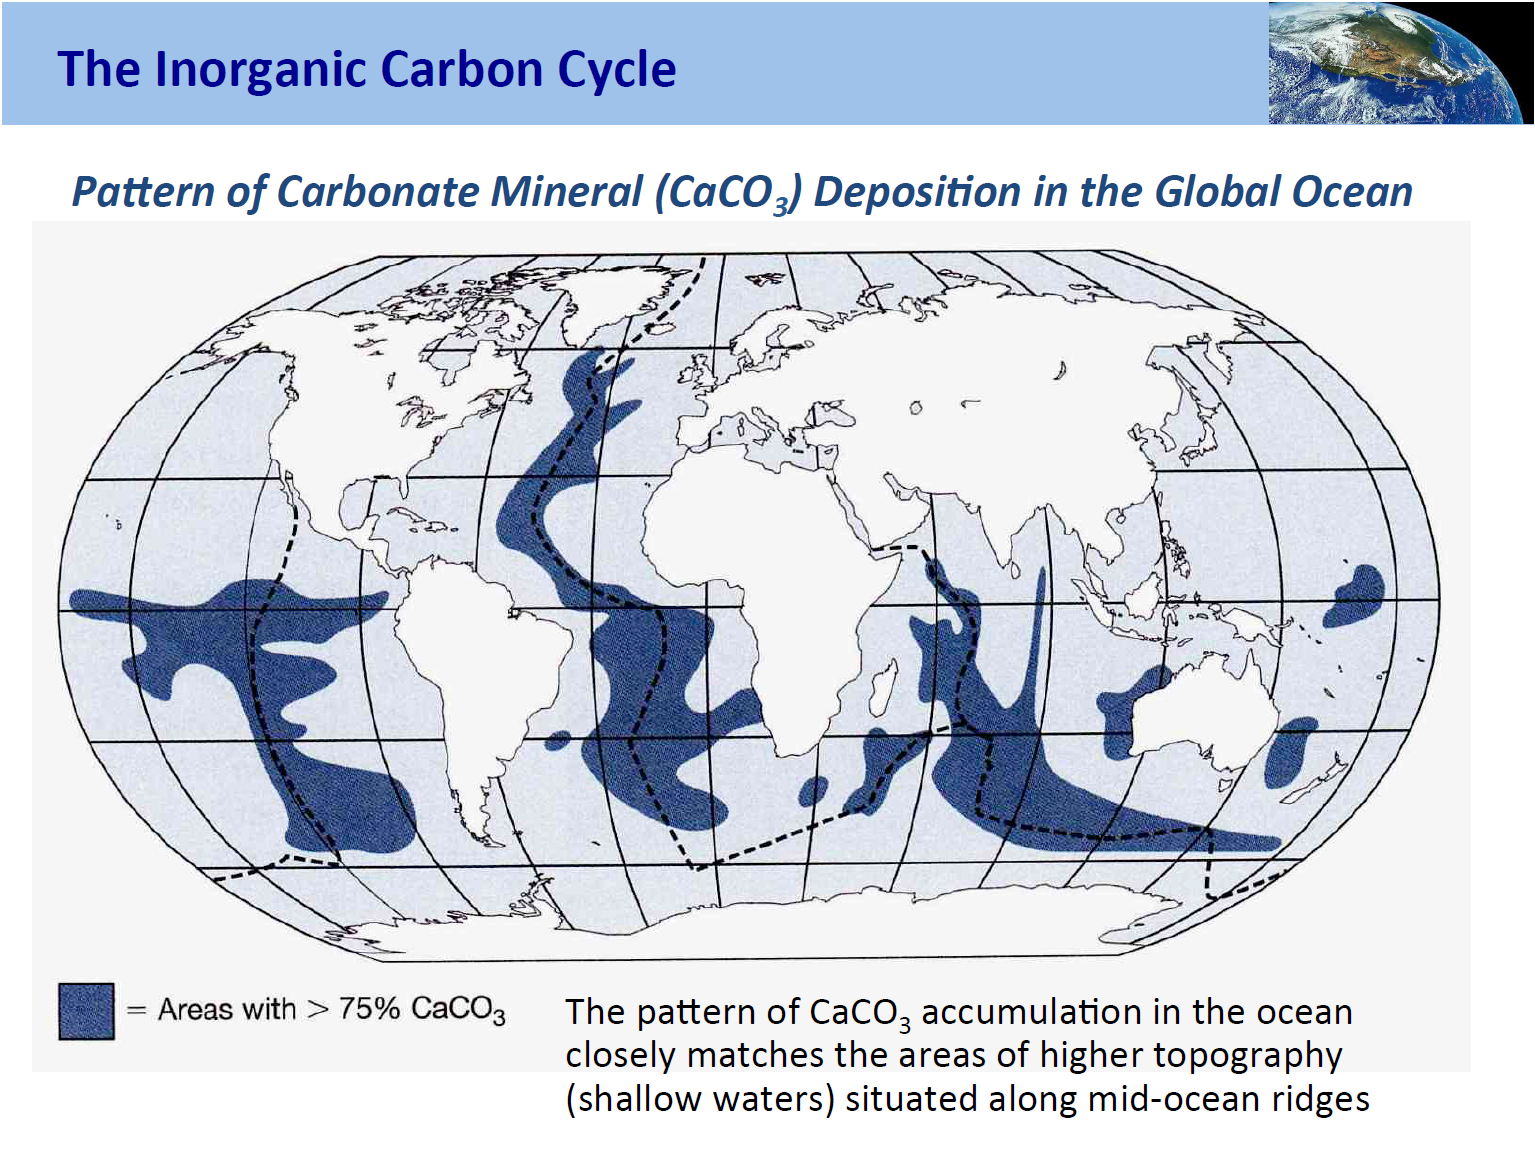 The Inorganic Carbon Cycle
Pattern of Carbonate Mineral (CaCO₃) Deposition in the Global Ocean
= Areas with > 75% CaCO₃
The pattern of CaCO₃ accumulation in the ocean
closely matches the areas of higher topography
(shallow waters) situated along mid-ocean ridges